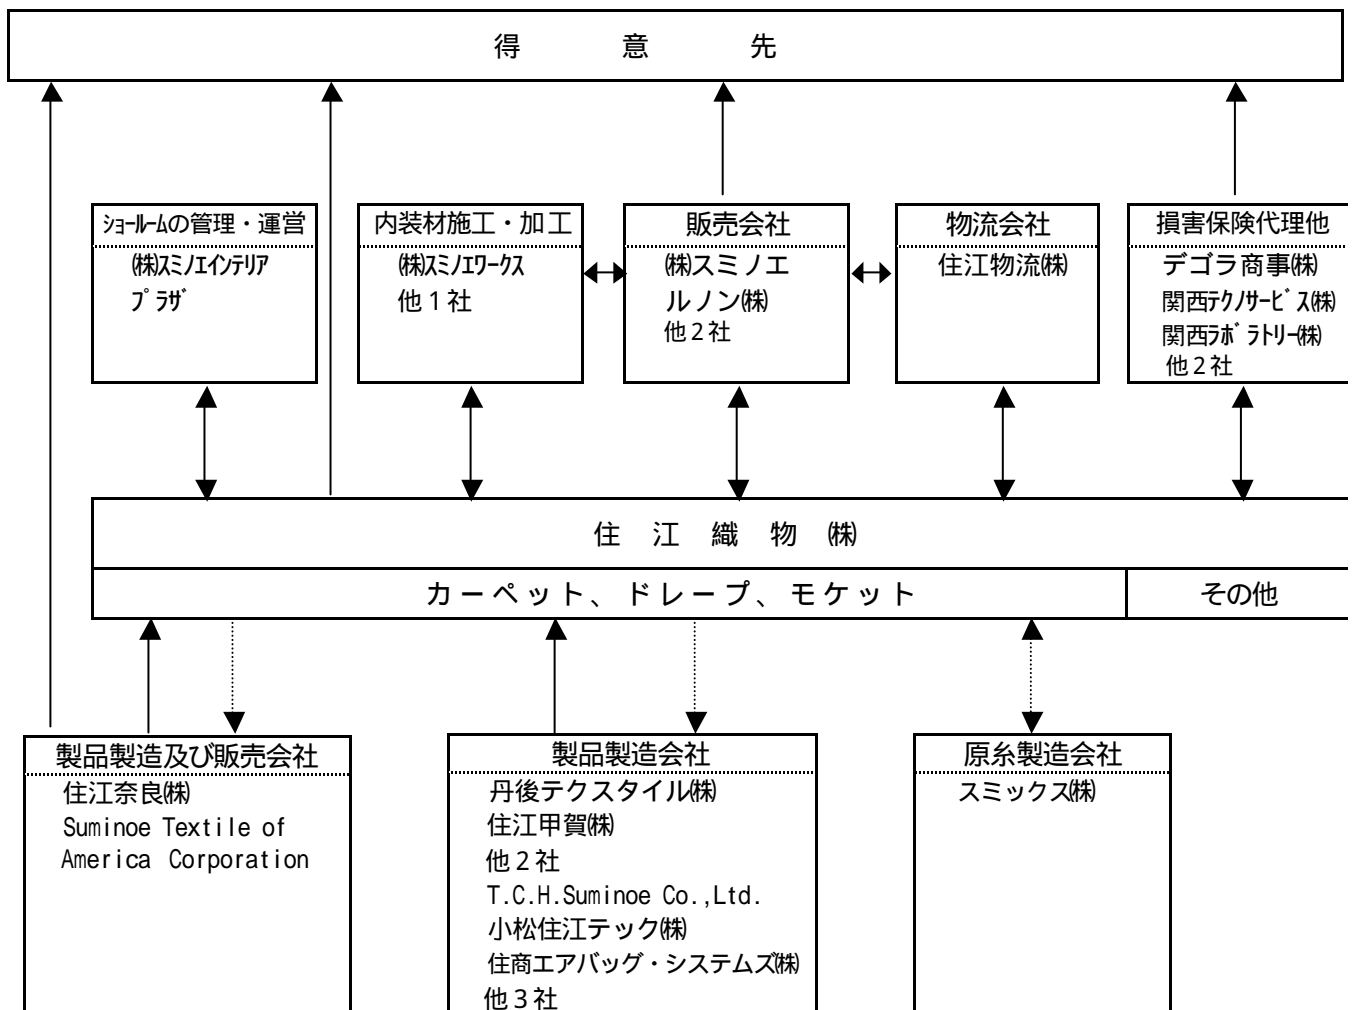 得意先
ショールームの管理・運営
㈱スミノエインテリア
プラザ
内装材施工・加工
㈱スミノエワークス
他1社
販売会社
㈱スミノエ
ルノン㈱
他2社
物流会社
住江物流㈱
損害保険代理他
デゴラ商事㈱
関西テクノサービス㈱
関西ラボラトリー㈱
他2社
住江織物㈱
カーペット、ドレープ、モケット
その他
製品製造及び販売会社
住江奈良㈱
Suminoe Textile of
America Corporation
製品製造会社
丹後テクスタイル㈱
住江甲賀㈱
他2社
T.C.H.Suminoe Co.,Ltd.
小松住江テック㈱
住商エアバッグ・システムズ㈱
他3社
原糸製造会社
スミックス㈱